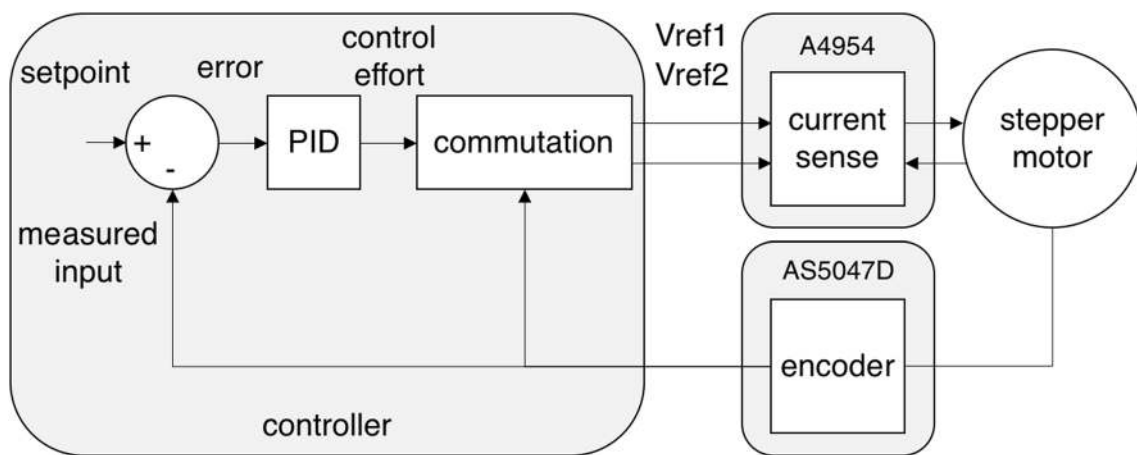 setpoint
error
control
effort
Vref1
Vref2
A4954
+
-
PID
commutation
current
sense
stepper
motor
measured
input
AS5047D
encoder
controller